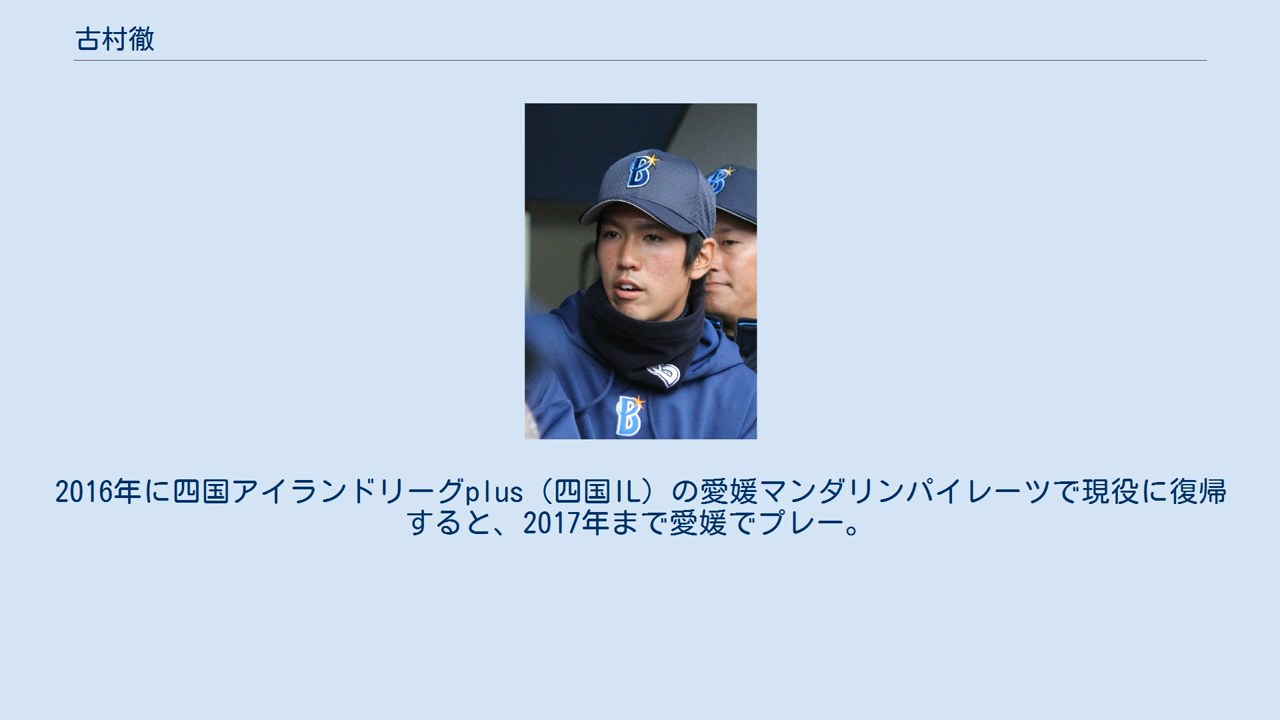 古村徹
B
B
B
2016年に四国アイランドリーグplus（四国IL）の愛媛マンダリンパイレーツで現役に復帰
すると、2017年まで愛媛でプレー。